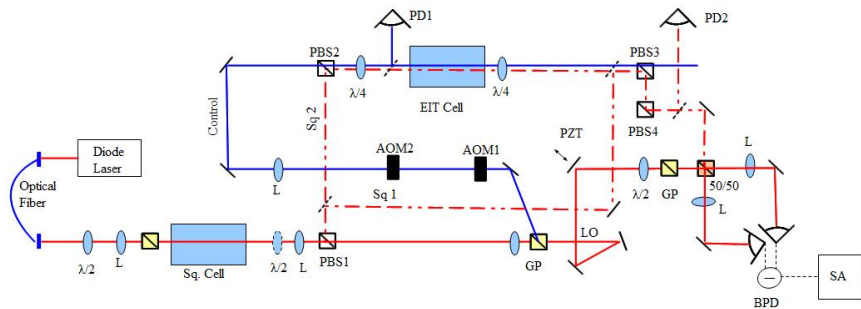 PD1
PD2
PBS2
PBS3
λ/4
EIT Cell
λ/4
Control
Sq 2
PBS4
Diode
Laser
AOM2
AOM1
PZT
L
Optical
Fiber
L
Sq 1
λ/2
GP
50/50
L
LO
λ/2
L
Sq. Cell
λ/2
L
PBS1
GP
BPD
SA